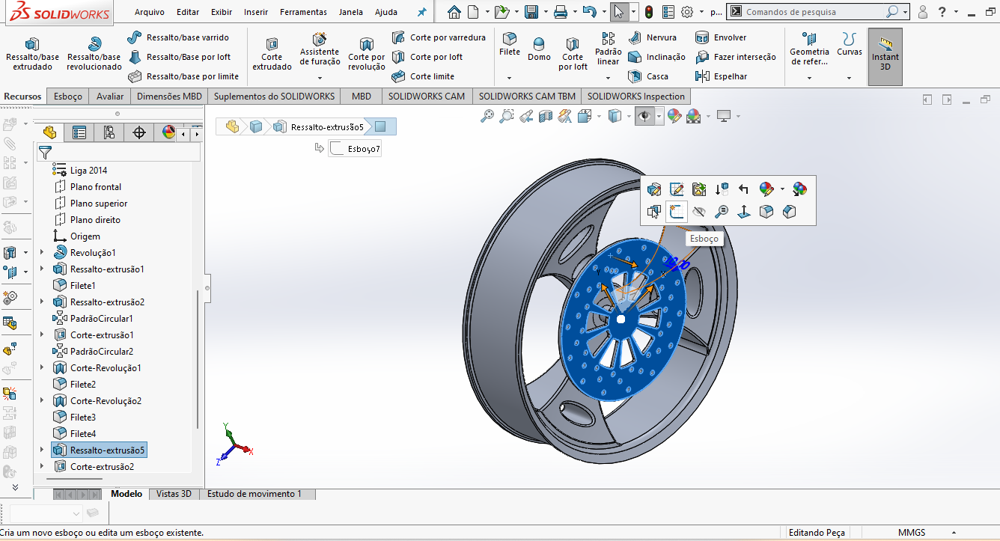 SOLIDWORKS
Arquivo Editar Exibir Inserir Ferramentas Janela Ajuda
p...
Comandos de pesquisa
?
Ressalto/base
extrudado
Ressalto/base
revolucionado
Ressalto/base varrido
Ressalto/Base por loft
Ressalto/base por limite
Corte
extrudado
Assistente
de furação
Corte por
revolução
Corte por varredura
Corte por loft
Corte limite
Filete
Domo
Corte
por loft
Padrão
linear
Nervura
Inclinação
Casca
Envolver
Fazer interseção
Espelhar
Geometria
de refer...
Curvas
Instant
3D
Recursos Esboço Avaliar Dimensões MBD Suplementos do SOLIDWORKS MBD SOLIDWORKS CAM SOLIDWORKS CAM TBM SOLIDWORKS Inspection
Ressalto-extrusão5
Esboço7
Liga 2014
Plano frontal
Plano superior
Plano direito
Origem
Revolução1
Ressalto-extrusão1
Filete1
Ressalto-extrusão2
PadrãoCircular1
Corte-extrusão1
PadrãoCircular2
Corte-Revolução1
Filete2
Corte-Revolução2
Filete3
Filete4
Ressalto-extrusão5
Corte-extrusão2
Esboço
Y
X
Z
Modelo Vistas 3D Estudo de movimento 1
Cria um novo esboço ou edita um esboço existente.
Editando Peça
MMGS